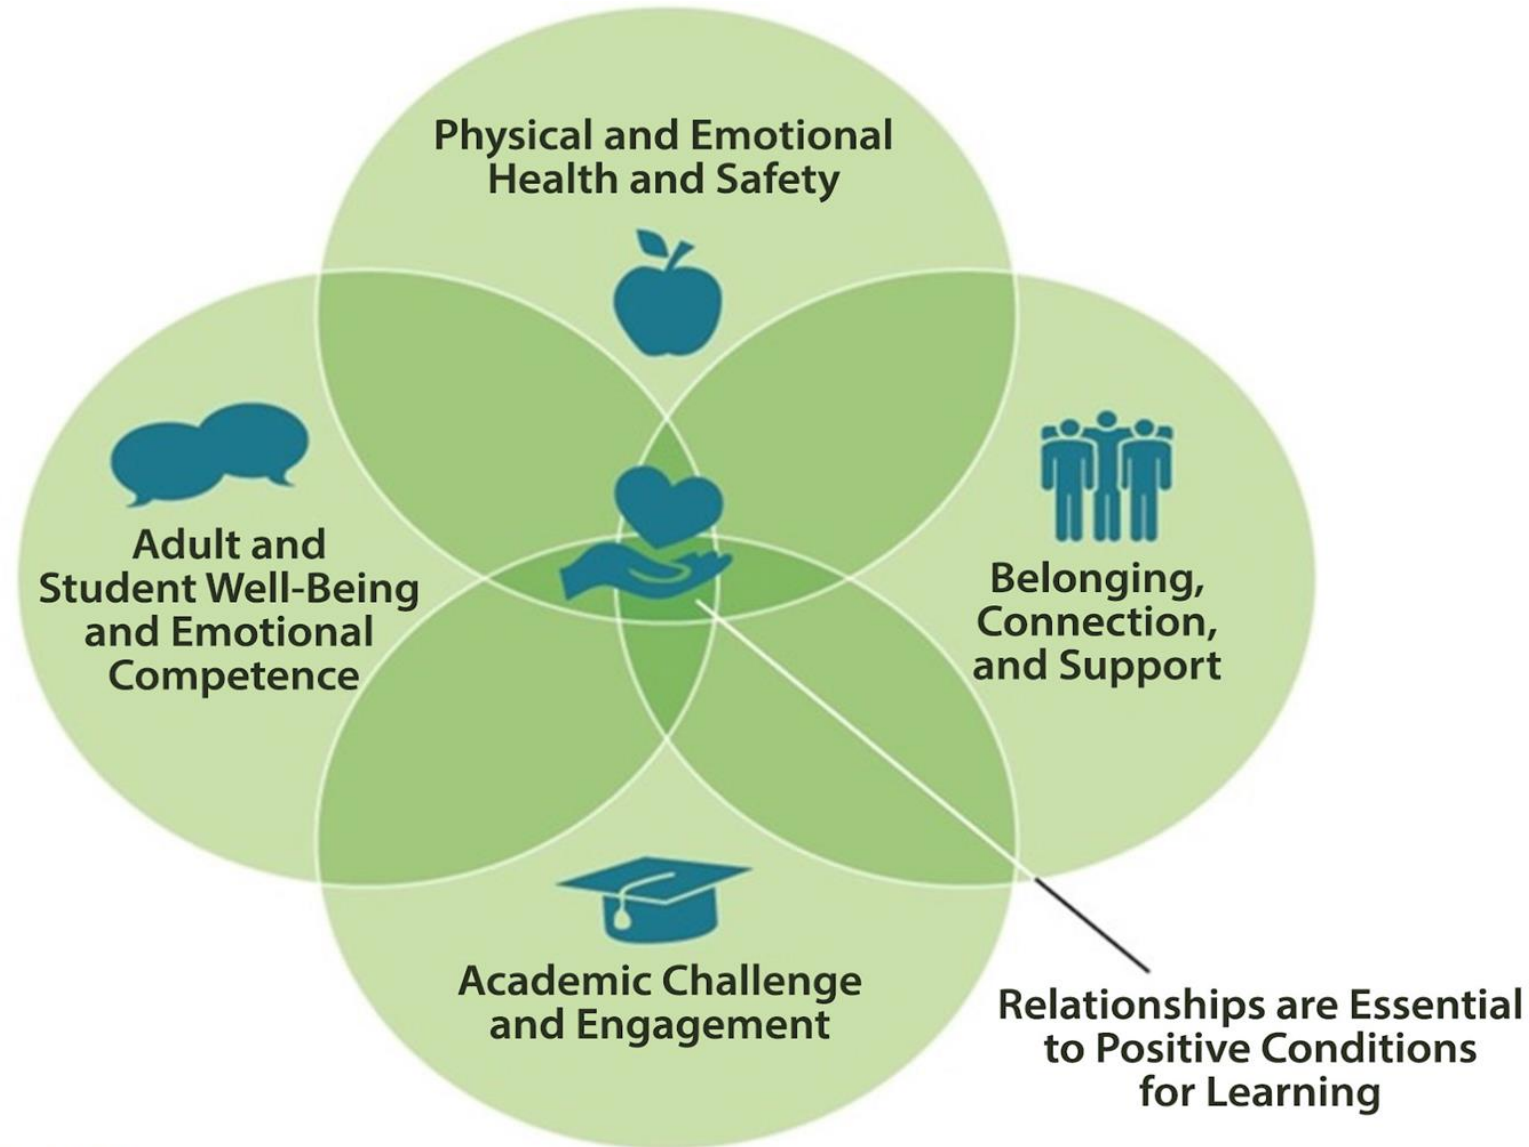 Physical and Emotional
Health and Safety
Adult and
Student Well-Being
and Emotional
Competence
Belonging,
Connection,
and Support
Academic Challenge
and Engagement
Relationships are Essential
to Positive Conditions
for Learning